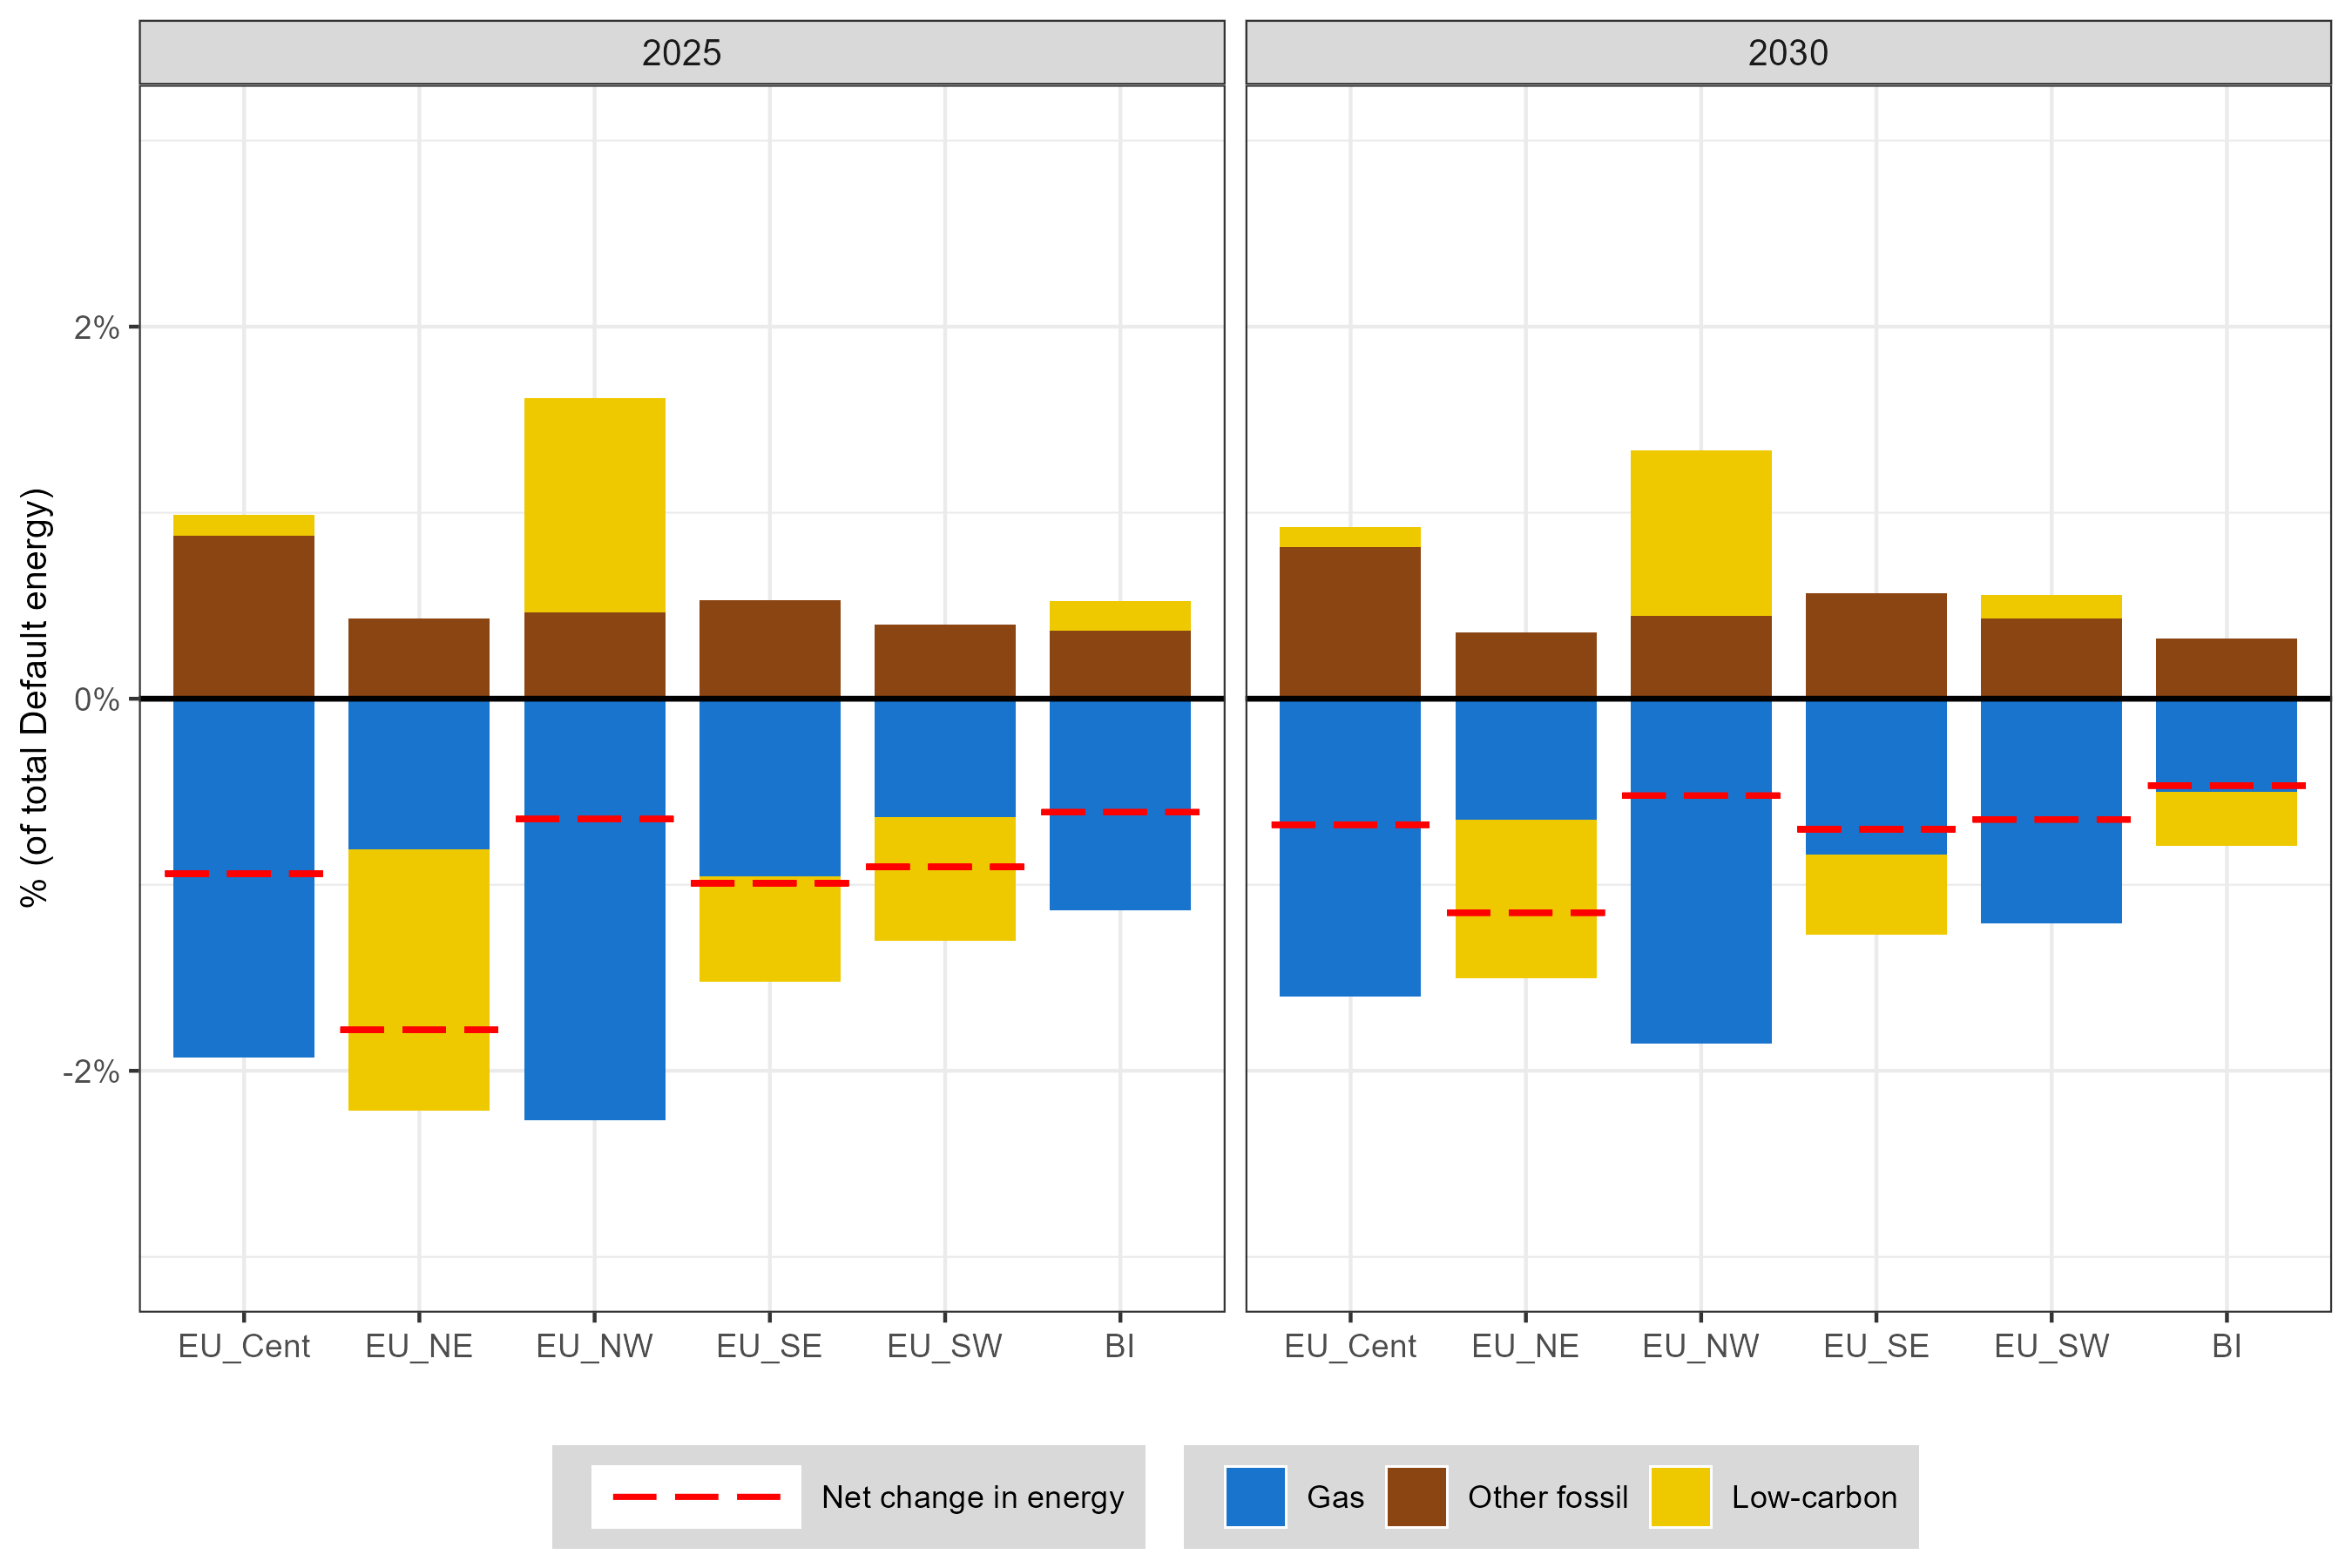 2025
2030
% (of total Default energy)
2%
0%
-2%
EU_Cent EU_NE EU_NW EU_SE EU_SW BI
EU_Cent EU_NE EU_NW EU_SE EU_SW BI
Net change in energy
Gas Other fossil Low-carbon